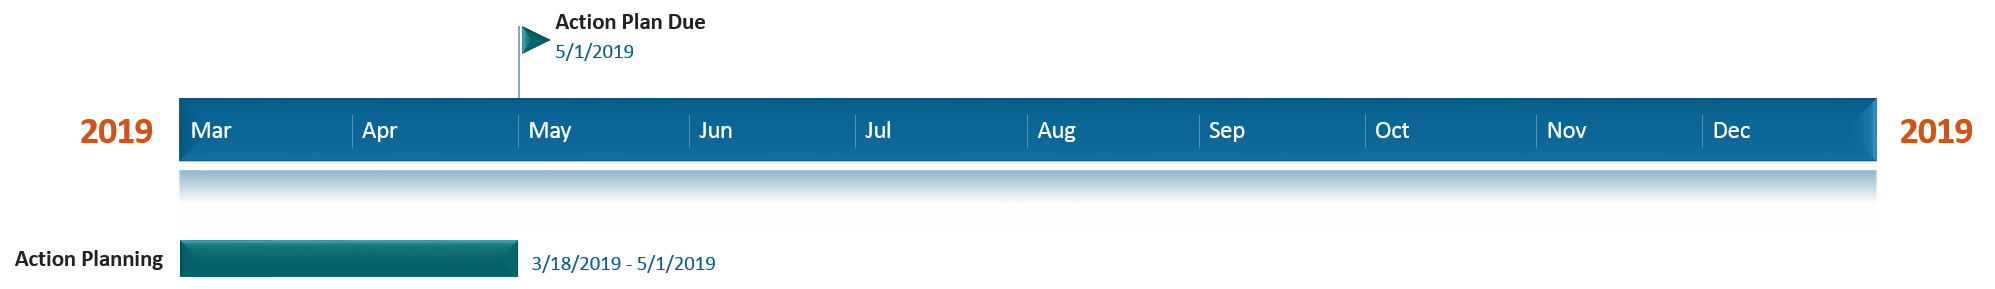 Action Plan Due
5/1/2019
2019 Mar Apr May Jun Jul Aug Sep Oct Nov Dec 2019
Action Planning 3/18/2019 - 5/1/2019